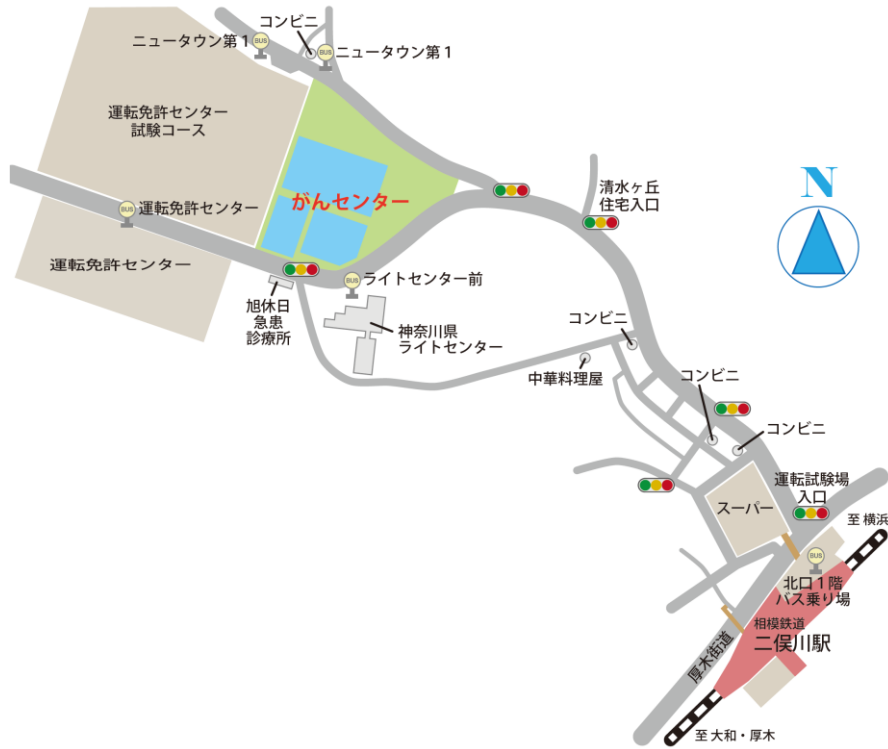 コンビニ
ニュータウン第1
BUS
BUS
ニュータウン第1
運転免許センター
試験コース
N
がんセンター
清水ヶ丘
住宅入口
BUS
運転免許センター
運転免許センター
BUS
ライトセンター前
旭休日
急患
診療所
神奈川県
ライトセンター
コンビニ
中華料理屋
コンビニ
コンビニ
スーパー
運転試験場
入口
至 横浜
BUS
北口1階
バス乗り場
相模鉄道
二俣川駅
厚木街道
至 大和・厚木